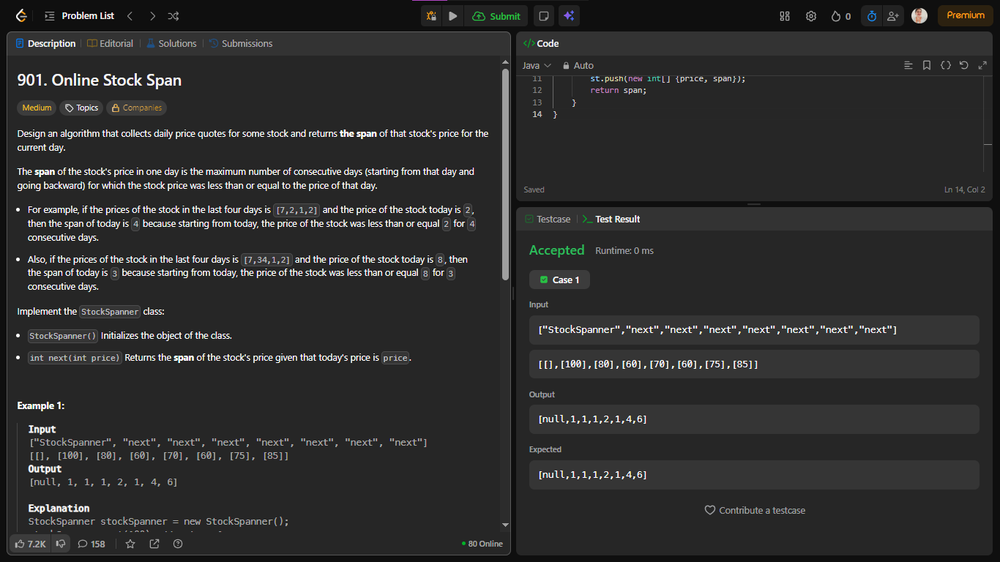 Problem List
Submit
0
Premium
Description
Editorial
Solutions
Submissions
901. Online Stock Span
Medium
Topics
Companies
Design an algorithm that collects daily price quotes for some stock and returns the span of that stock's price for the
current day.
The span of the stock's price in one day is the maximum number of consecutive days (starting from that day and
going backward) for which the stock price was less than or equal to the price of that day.
• For example, if the prices of the stock in the last four days is [7,2,1,2] and the price of the stock today is 2,
then the span of today is 4 because starting from today, the price of the stock was less than or equal 2 for 4
consecutive days.
• Also, if the prices of the stock in the last four days is [7,34,1,2] and the price of the stock today is 8, then
the span of today is 3 because starting from today, the price of the stock was less than or equal 8 for 3
consecutive days.
Implement the StockSpanner class:
• StockSpanner() Initializes the object of the class.
• int next(int price) Returns the span of the stock's price given that today's price is price.
Example 1:
Input
["StockSpanner", "next", "next", "next", "next", "next", "next", "next"]
[[], [100], [80], [60], [70], [60], [75], [85]]
Output
[null, 1, 1, 1, 2, 1, 4, 6]
Explanation
StockSpanner stockSpanner = new StockSpanner();
7.2K
158
80 Online
</> Code
Java
Auto
11 st.push(new int[] {price, span});
12 return span;
13 }
14 }
Saved
Ln 14, Col 2
Testcase
Test Result
Accepted
Runtime: 0 ms
Case 1
Input
["StockSpanner","next","next","next","next","next","next","next"]
[[],[100],[80],[60],[70],[60],[75],[85]]
Output
[null,1,1,1,2,1,4,6]
Expected
[null,1,1,1,2,1,4,6]
Contribute a testcase